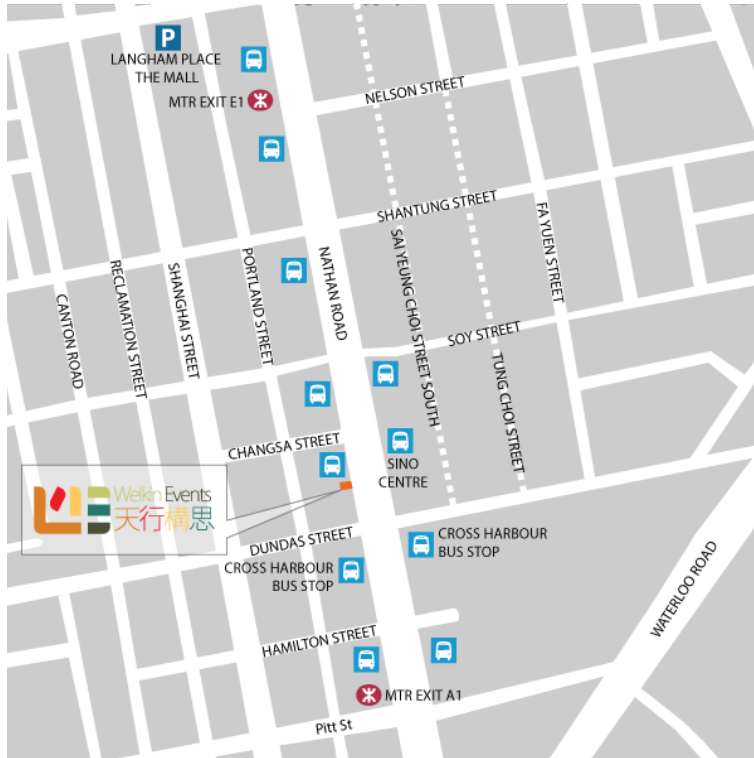 P
LANGHAM PLACE
THE MALL
MTR EXIT E1
NELSON STREET
SHANTUNG STREET
FA YUEN STREET
SAI YEUNG CHOI STREET SOUTH
NATHAN ROAD
PORTLAND STREET
SHANGHAI STREET
RECLAMATION STREET
CANTON ROAD
SOY STREET
TUNG CHOI STREET
CHANGSA STREET
SINO
CENTRE
Welkin Events
天行構思
DUNDAS STREET
CROSS HARBOUR
BUS STOP
CROSS HARBOUR
BUS STOP
WATERLOO ROAD
HAMILTON STREET
MTR EXIT A1
Pitt St